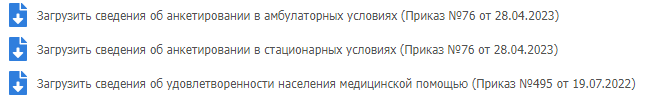 Загрузить сведения об анкетировании в амбулаторных условиях (Приказ №76 от 28.04.2023)
Загрузить сведения об анкетировании в стационарных условиях (Приказ №76 от 28.04.2023)
Загрузить сведения об удовлетворенности населения медицинской помощью (Приказ №495 от 19.07.2022)